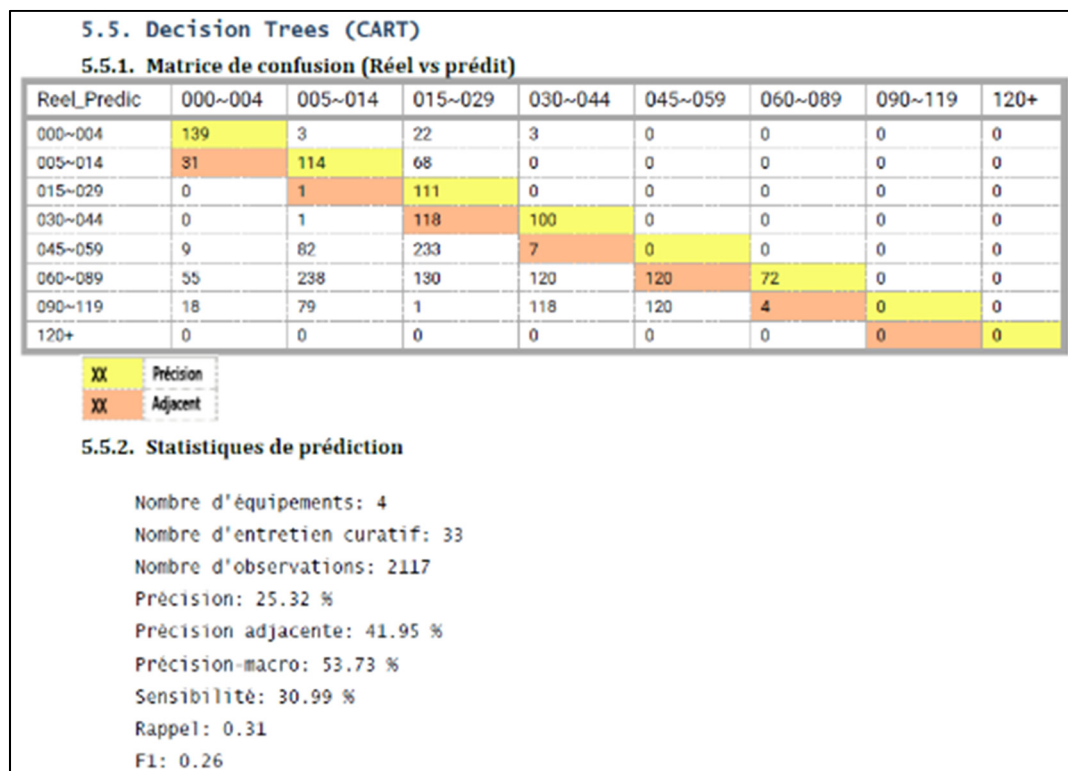 5.5. Decision Trees (CART)
5.5.1. Matrice de confusion (Réel vs prédit)
Reel_Predic 000~004 005~014 015~029 030~044 045~059 060~089 090~119 120+
000~004 139 3 22 3 0 0 0 0
005~014 31 114 68 0 0 0 0 0
015~029 0 1 111 0 0 0 0 0
030~044 0 1 118 100 0 0 0 0
045~059 9 82 233 7 0 0 0 0
060~089 55 238 130 120 120 72 0 0
090~119 18 79 1 118 120 4 0 0
120+ 0 0 0 0 0 0 0 0
XX Précision
XX Adjacent
5.5.2. Statistiques de prédiction
Nombre d'équipements: 4
Nombre d'entretien curatif: 33
Nombre d'observations: 2117
Précision: 25.32 %
Précision adjacente: 41.95 %
Précision-macro: 53.73 %
Sensibilité: 30.99 %
Rappel: 0.31
F1: 0.26